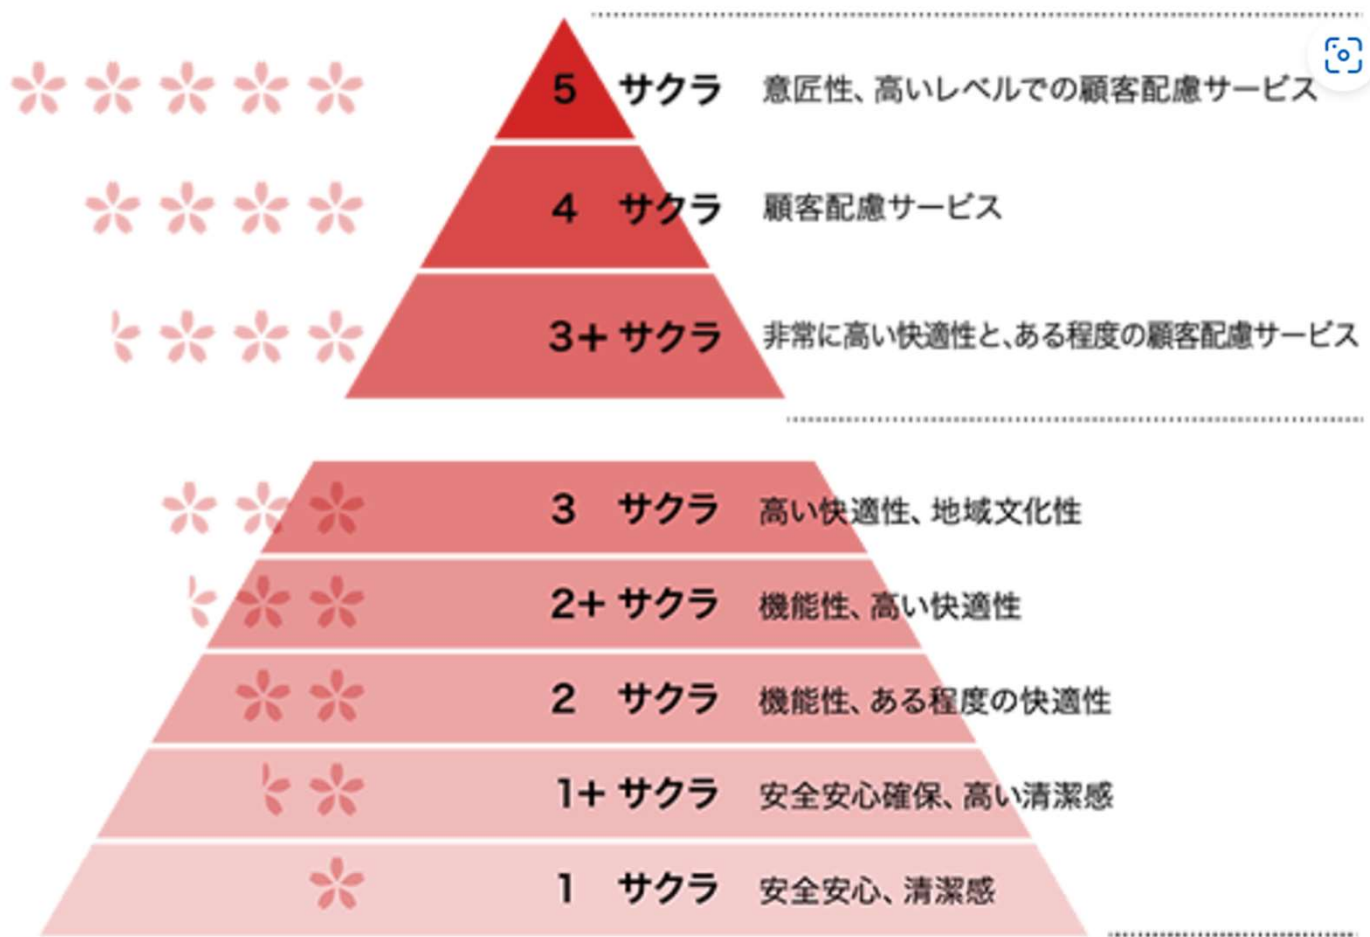 5 サクラ 意匠性、高いレベルでの顧客配慮サービス
4 サクラ 顧客配慮サービス
3+ サクラ 非常に高い快適性と、ある程度の顧客配慮サービス
3 サクラ 高い快適性、地域文化性
2+ サクラ 機能性、高い快適性
2 サクラ 機能性、ある程度の快適性
1+ サクラ 安全安心確保、高い清潔感
1 サクラ 安全安心、清潔感